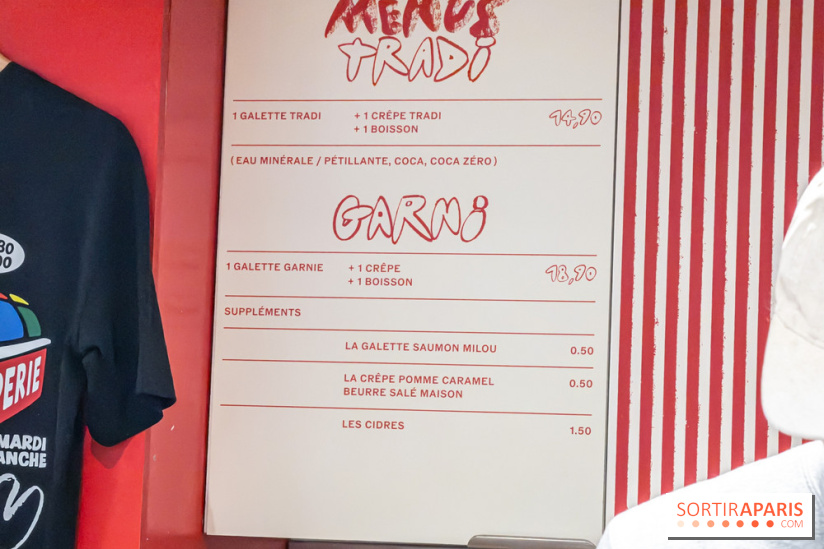 MENUS
TRADI
1 GALETTE TRADI + 1 CRÊPE TRADI 14,90
+ 1 BOISSON
(EAU MINÉRALE / PÉTILLANTE, COCA, COCA ZÉRO)
GARNI
1 GALETTE GARNIE + 1 CRÊPE 18,90
+ 1 BOISSON
SUPPLÉMENTS
LA GALETTE SAUMON MILOU 0.50
LA CRÊPE POMME CARAMEL 0.50
BEURRE SALÉ MAISON
LES CIDRES 1.50
PERIE
MARDI
ANCHE
SORTIRAPARIS
.COM